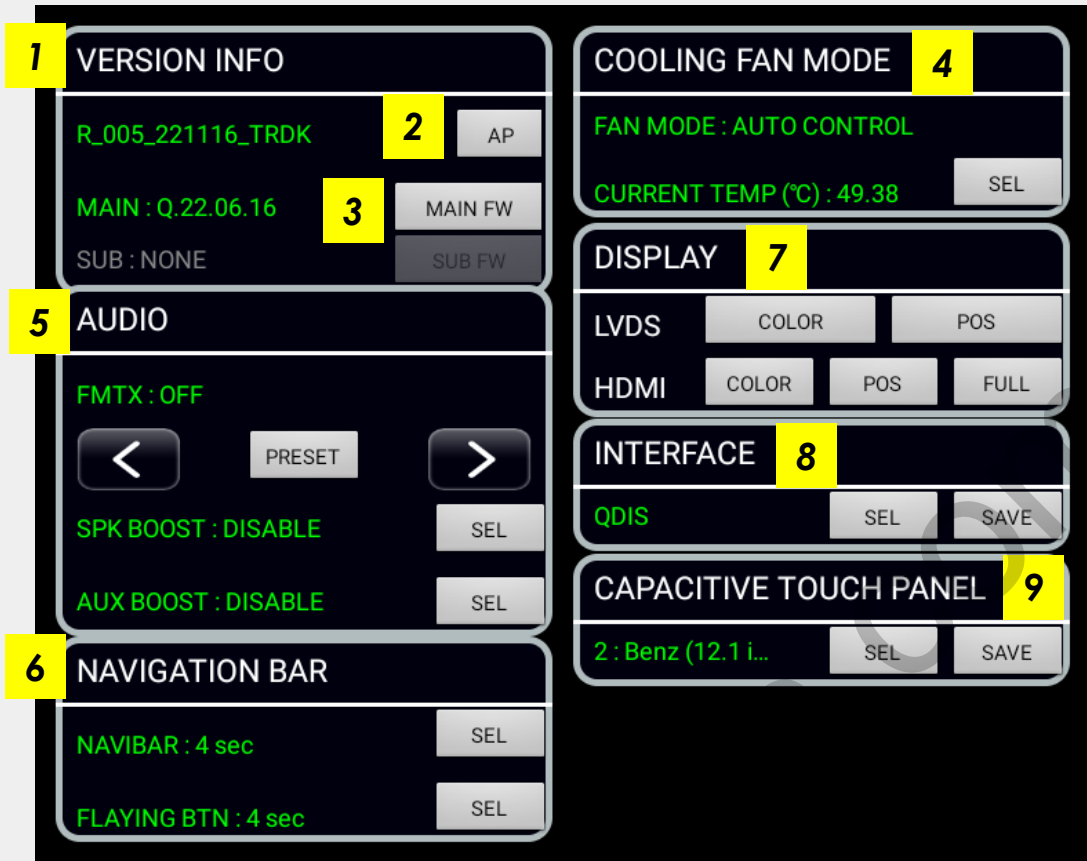 1 VERSION INFO
R_005_221116_TRDK 2 AP
MAIN : Q.22.06.16 3 MAIN FW
SUB : NONE SUB FW
5 AUDIO
FMTX : OFF
< PRESET >
SPK BOOST : DISABLE SEL
AUX BOOST : DISABLE SEL
6 NAVIGATION BAR
NAVIBAR : 4 sec SEL
FLAYING BTN : 4 sec SEL
COOLING FAN MODE 4
FAN MODE : AUTO CONTROL
CURRENT TEMP (℃) : 49.38 SEL
DISPLAY 7
LVDS COLOR POS
HDMI COLOR POS FULL
INTERFACE 8
QDIS SEL SAVE
CAPACITIVE TOUCH PANEL 9
2 : Benz (12.1 i... SEL SAVE